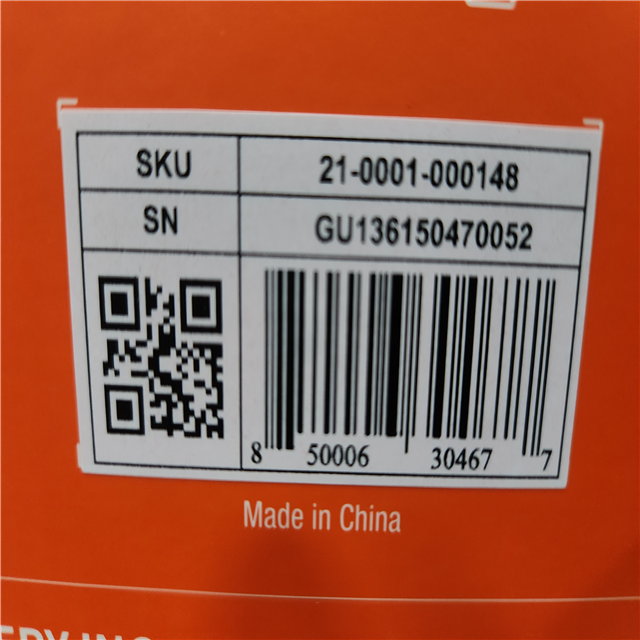 SKU 21-0001-000148
SN GU136150470052
8 50006 30467 7
Made in China